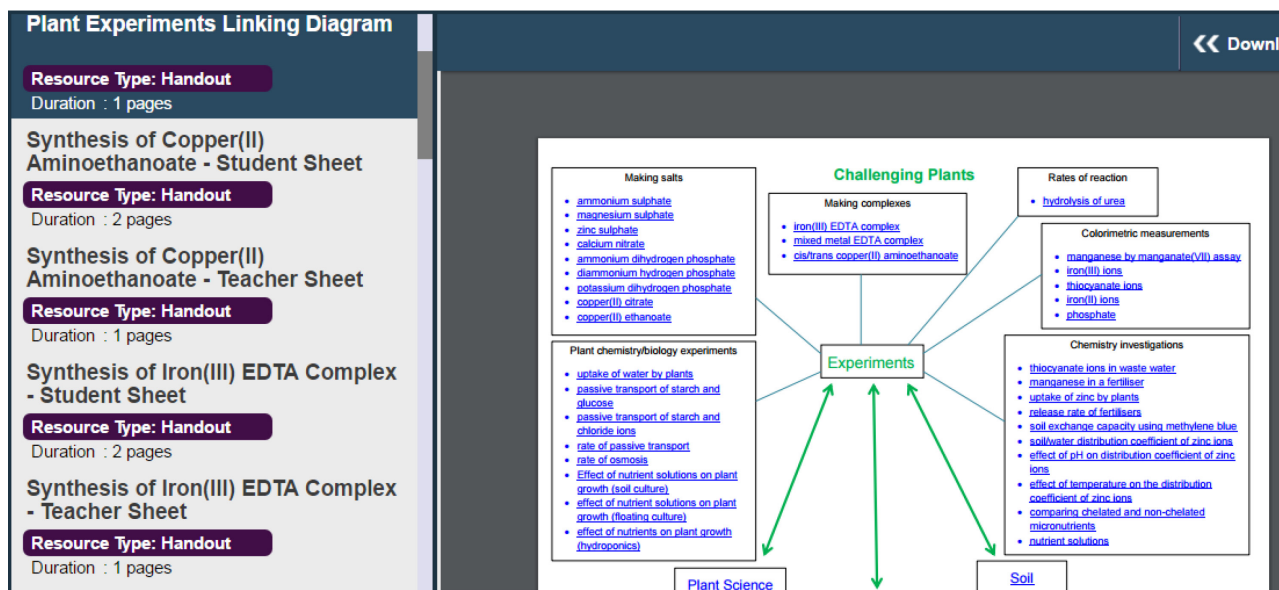 Plant Experiments Linking Diagram
Resource Type: Handout
Duration : 1 pages
Synthesis of Copper(II)
Aminoethanoate - Student Sheet
Resource Type: Handout
Duration : 2 pages
Synthesis of Copper(II)
Aminoethanoate - Teacher Sheet
Resource Type: Handout
Duration : 1 pages
Synthesis of Iron(III) EDTA Complex
- Student Sheet
Resource Type: Handout
Duration : 2 pages
Synthesis of Iron(III) EDTA Complex
- Teacher Sheet
Resource Type: Handout
Duration : 1 pages
Downl
Challenging Plants
Making salts
• ammonium sulphate
• magnesium sulphate
• zinc sulphate
• calcium nitrate
• ammonium dihydrogen phosphate
• diammonium hydrogen phosphate
• potassium dihydrogen phosphate
• copper(II) citrate
• copper(II) ethanoate
Making complexes
• iron(III) EDTA complex
• mixed metal EDTA complex
• cis/trans copper(II) aminoethanoate
Rates of reaction
• hydrolysis of urea
Colorimetric measurements
• manganese by manganate(VII) assay
• iron(III) ions
• thiocyanate ions
• iron(II) ions
• phosphate
Experiments
Plant chemistry/biology experiments
• uptake of water by plants
• passive transport of starch and
glucose
• passive transport of starch and
chloride ions
• rate of passive transport
• rate of osmosis
• Effect of nutrient solutions on plant
growth (soil culture)
• effect of nutrient solutions on plant
growth (floating culture)
• effect of nutrients on plant growth
(hydroponics)
Chemistry investigations
• thiocyanate ions in waste water
• manganese in a fertiliser
• uptake of zinc by plants
• release rate of fertilisers
• soil exchange capacity using methylene blue
• soil/water distribution coefficient of zinc ions
• effect of pH on distribution coefficient of zinc
ions
• effect of temperature on the distribution
coefficient of zinc ions
• comparing chelated and non-chelated
micronutrients
• nutrient solutions
Plant Science
Soil